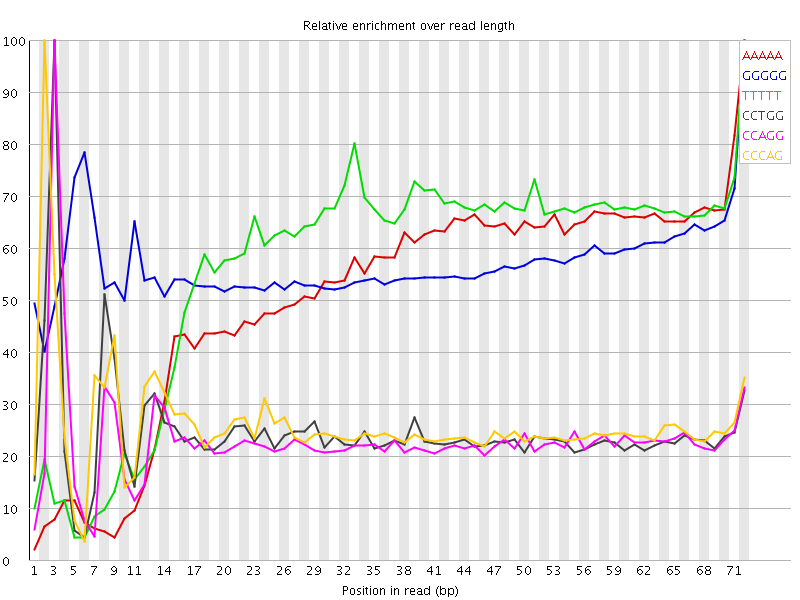 Relative enrichment over read length
100
90
80
70
60
50
40
30
20
10
0
AAAAA
GGGGG
TTTTT
CCTGG
CCAGG
CCCAG
1 3 5 7 9 11 14 17 20 23 26 29 32 35 38 41 44 47 50 53 56 59 62 65 68 71
Position in read (bp)